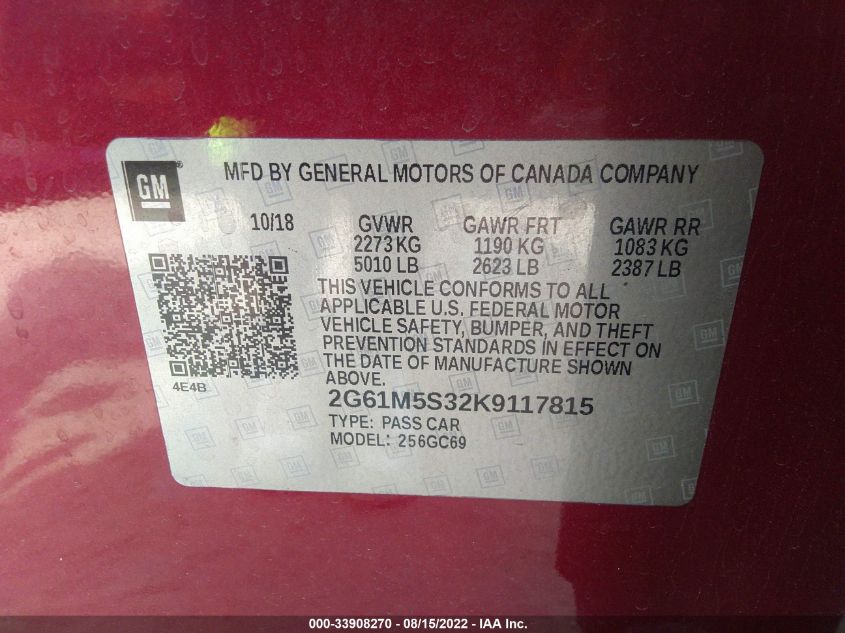 GM
MFD BY GENERAL MOTORS OF CANADA COMPANY
10/18 GVWR GAWR FRT GAWR RR
2273 KG 1190 KG 1083 KG
5010 LB 2623 LB 2387 LB
THIS VEHICLE CONFORMS TO ALL
APPLICABLE U.S. FEDERAL MOTOR
VEHICLE SAFETY, BUMPER, AND THEFT
PREVENTION STANDARDS IN EFFECT ON
THE DATE OF MANUFACTURE SHOWN
ABOVE.
4E4B
2G61M5S32K9117815
TYPE: PASS CAR
MODEL: 256GC69
000-33908270 - 08/15/2022 - IAA Inc.